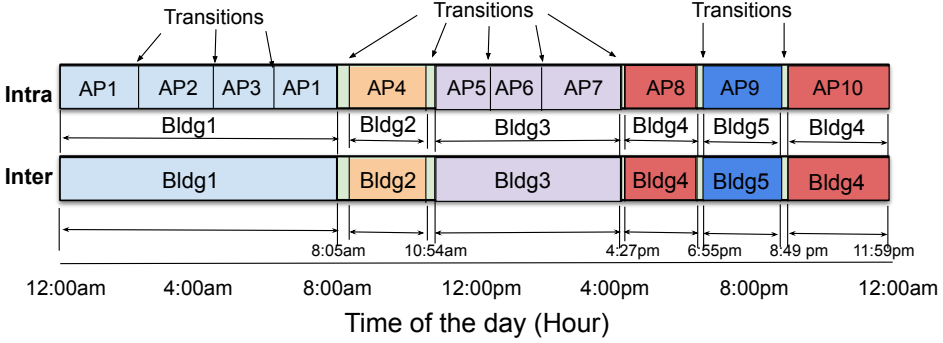 Transitions Transitions Transitions
Intra AP1 AP2 AP3 AP1 AP4 AP5 AP6 AP7 AP8 AP9 AP10
Bldg1 Bldg2 Bldg3 Bldg4 Bldg5 Bldg4
Inter Bldg1 Bldg2 Bldg3 Bldg4 Bldg5 Bldg4
8:05am 10:54am 4:27pm 6:55pm 8:49 pm 11:59pm
12:00am 4:00am 8:00am 12:00pm 4:00pm 8:00pm 12:00am
Time of the day (Hour)